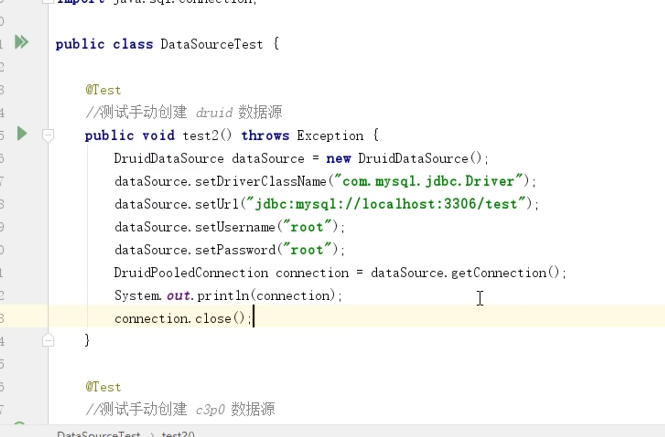 import java.sql.Connection;
public class DataSourceTest {
@Test
//测试手动创建 druid 数据源
public void test2() throws Exception {
DruidDataSource dataSource = new DruidDataSource();
dataSource.setDriverClassName("com.mysql.jdbc.Driver");
dataSource.setUrl("jdbc:mysql://localhost:3306/test");
dataSource.setUsername("root");
dataSource.setPassword("root");
DruidPooledConnection connection = dataSource.getConnection();
System.out.println(connection);
connection.close();
}
@Test
//测试手动创建 c3p0 数据源
DataSourceTest › test2()